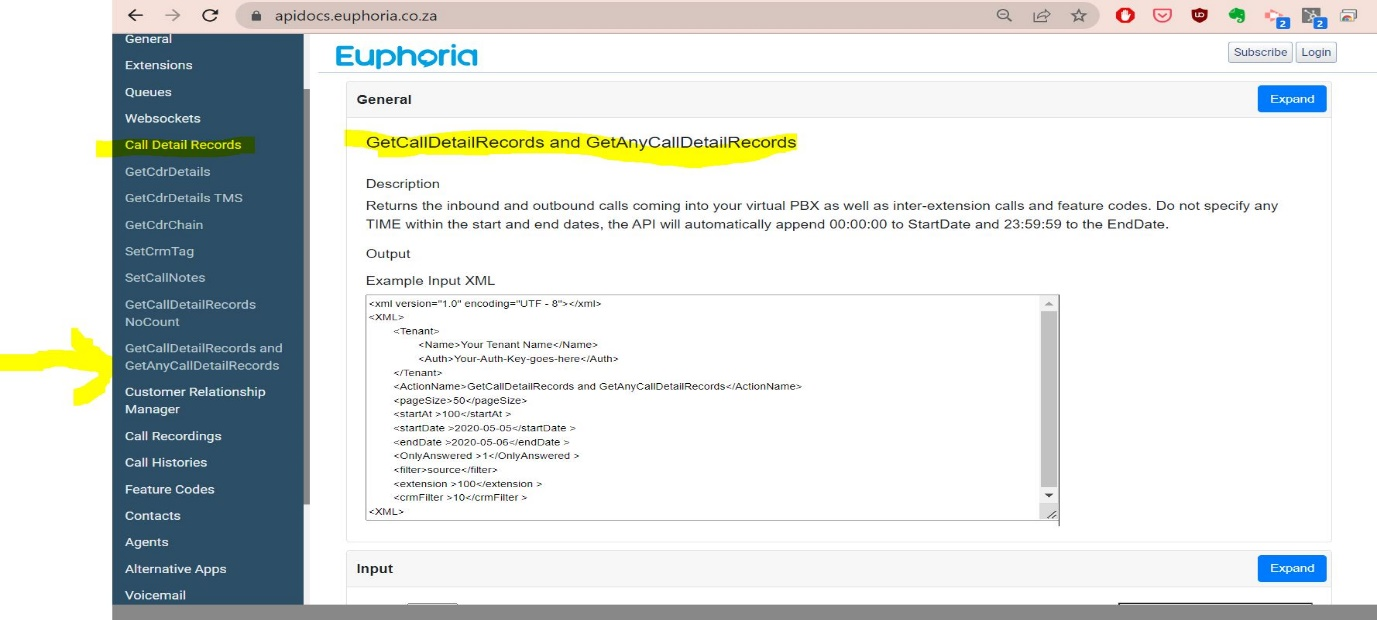 apidocs.euphoria.co.za
2
2
General
Extensions
Queues
Websockets
Call Detail Records
GetCdrDetails
GetCdrDetails TMS
GetCdrChain
SetCrmTag
SetCallNotes
GetCallDetailRecords
NoCount
GetCallDetailRecords and
GetAnyCallDetailRecords
Customer Relationship
Manager
Call Recordings
Call Histories
Feature Codes
Contacts
Agents
Alternative Apps
Voicemail
Euphoria
Subscribe Login
General Expand
GetCallDetailRecords and GetAnyCallDetailRecords
Description
Returns the inbound and outbound calls coming into your virtual PBX as well as inter-extension calls and feature codes. Do not specify any
TIME within the start and end dates, the API will automatically append 00:00:00 to StartDate and 23:59:59 to the EndDate.
Output
Example Input XML
<xml version="1.0" encoding="UTF - 8"></xml>
<XML>
<Tenant>
<Name>Your Tenant Name</Name>
<Auth>Your-Auth-Key-goes-here</Auth>
</Tenant>
<ActionName>GetCallDetailRecords and GetAnyCallDetailRecords</ActionName>
<pageSize>50</pageSize>
<startAt >100</startAt >
<startDate >2020-05-05</startDate >
<endDate >2020-05-06</endDate >
<OnlyAnswered >1</OnlyAnswered >
<filter>source</filter>
<extension >100</extension >
<crmFilter >10</crmFilter >
<XML>
Input Expand